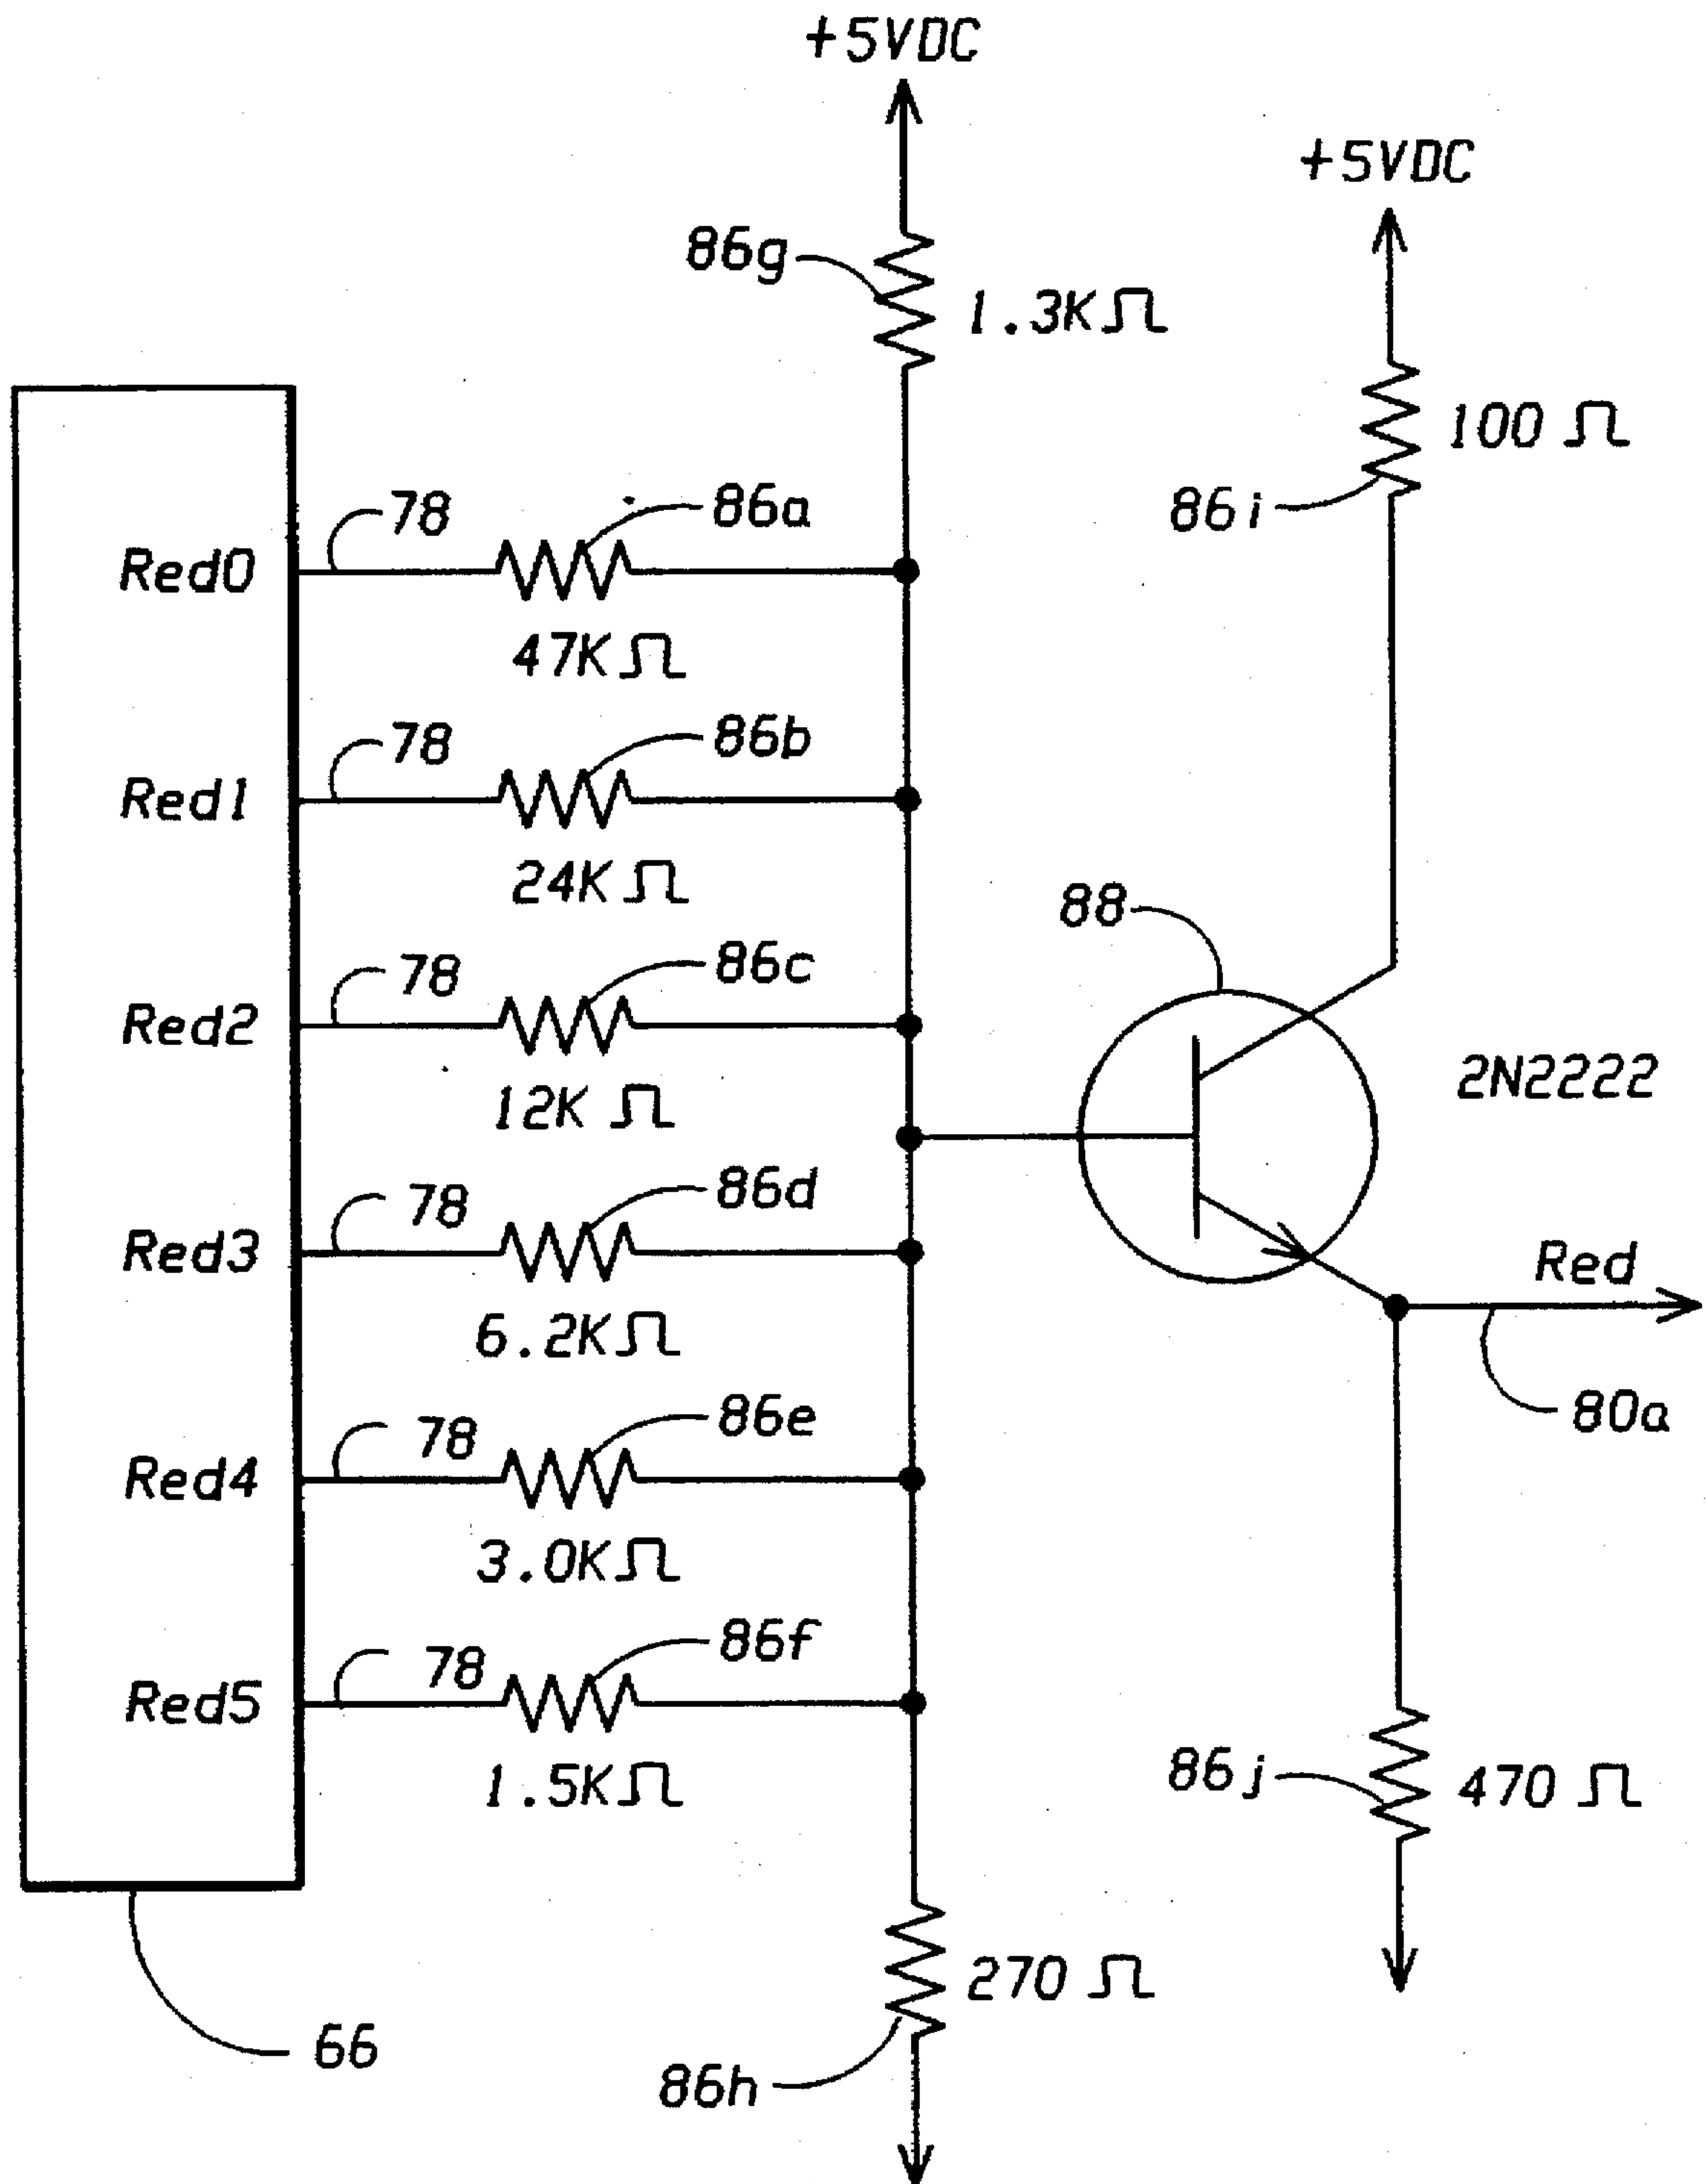 +5VDC
+5VDC
86g
1.3KΩ
100 Ω
86i
Red0
78
86a
47KΩ
Red1
78
86b
24KΩ
Red2
78
86c
12KΩ
88
2N2222
Red3
78
86d
6.2KΩ
Red
80a
Red4
78
86e
3.0KΩ
Red5
78
86f
1.5KΩ
86j
470 Ω
270 Ω
86h
66